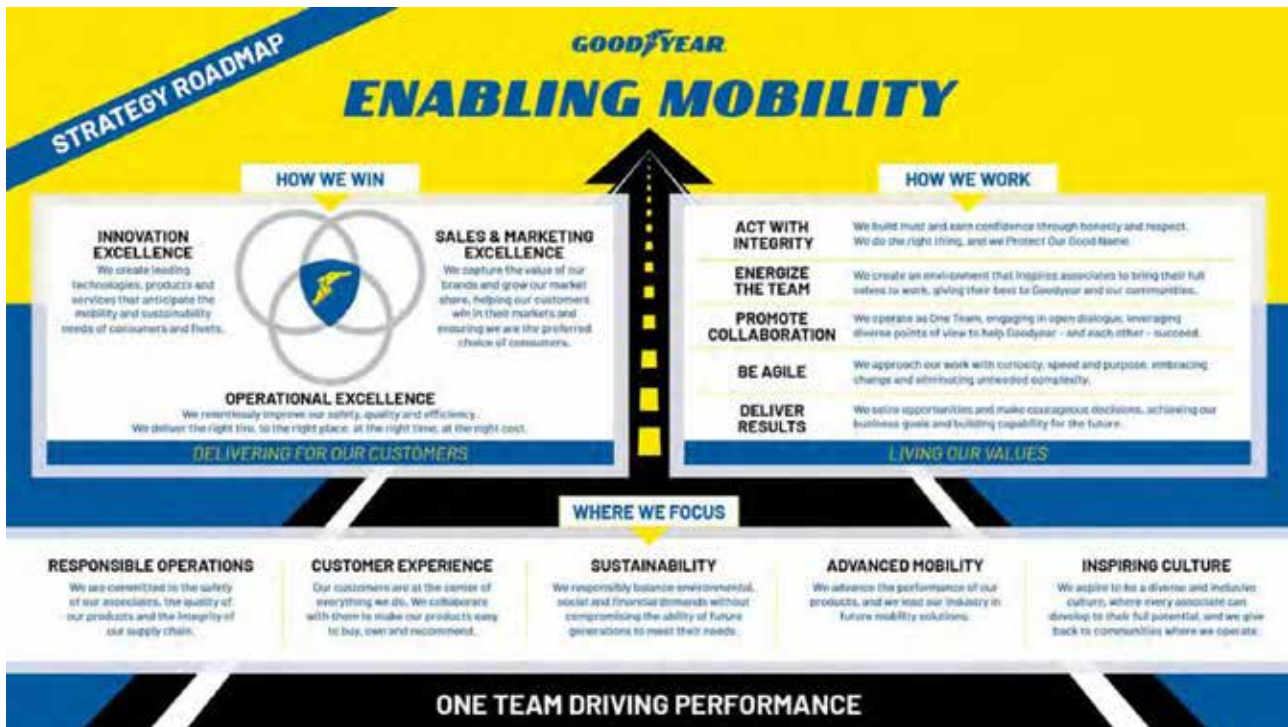 STRATEGY ROADMAP
GOODYEAR
ENABLING MOBILITY
HOW WE WIN
INNOVATION
EXCELLENCE
We create leading
technologies, products and
services that anticipate the
mobility and sustainability
needs of consumers and fleets.
SALES & MARKETING
EXCELLENCE
We capture the value of our
brands and grow our market
share, helping our customers
win in their markets and
ensuring we are the preferred
choice of consumers.
OPERATIONAL EXCELLENCE
We relentlessly improve our safety, quality and efficiency.
We deliver the right tire, to the right place, at the right time, at the right cost.
DELIVERING FOR OUR CUSTOMERS
HOW WE WORK
ACT WITH
INTEGRITY
We build trust and earn confidence through honesty and respect.
We do the right thing, and we Protect Our Good Name.
ENERGIZE
THE TEAM
We create an environment that inspires associates to bring their full
selves to work, giving their best to Goodyear and our communities.
PROMOTE
COLLABORATION
We operate as One Team, engaging in open dialogue, leveraging
diverse points of view to help Goodyear – and each other – succeed.
BE AGILE
We approach our work with curiosity, speed and purpose, embracing
change and eliminating unneeded complexity.
DELIVER
RESULTS
We seize opportunities and make courageous decisions, achieving our
business goals and building capability for the future.
LIVING OUR VALUES
WHERE WE FOCUS
RESPONSIBLE OPERATIONS
We are committed to the safety
of our associates, the quality of
our products and the integrity of
our supply chain.
CUSTOMER EXPERIENCE
Our customers are at the center of
everything we do. We collaborate
with them to make our products easy
to buy, own and recommend.
SUSTAINABILITY
We responsibly balance environmental,
social and financial demands without
compromising the ability of future
generations to meet their needs.
ADVANCED MOBILITY
We advance the performance of our
products, and we lead our industry in
future mobility solutions.
INSPIRING CULTURE
We aspire to be a diverse and inclusive
culture, where every associate can
develop to their full potential, and we give
back to communities where we operate.
ONE TEAM DRIVING PERFORMANCE